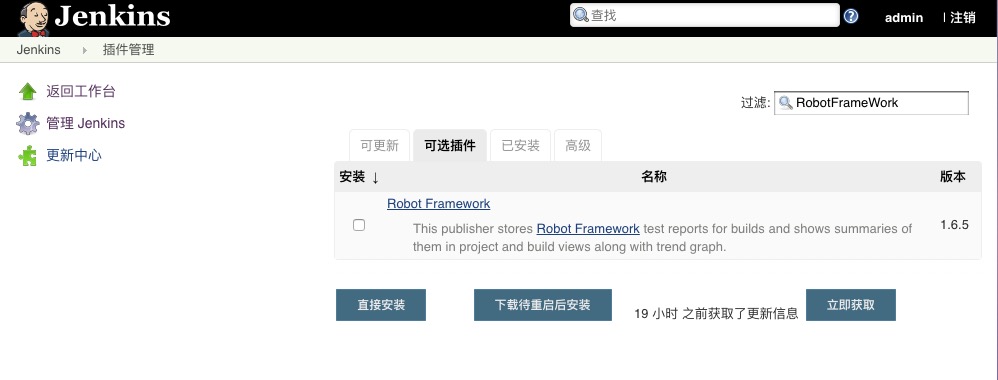 Jenkins
查找
admin
| 注销
Jenkins
插件管理
返回工作台
管理 Jenkins
更新中心
过滤: RobotFrameWork
可更新
可选插件
已安装
高级
安装 ↓
名称
版本
Robot Framework
This publisher stores Robot Framework test reports for builds and shows summaries of
them in project and build views along with trend graph.
1.6.5
直接安装
下载待重启后安装
19 小时 之前获取了更新信息
立即获取